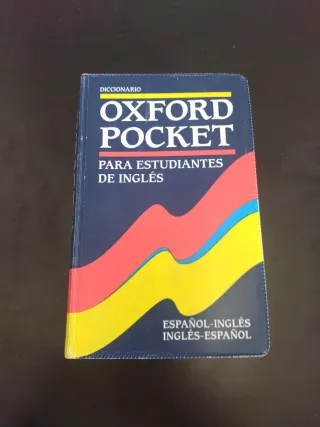 DICCIONARIO
OXFORD
POCKET
PARA ESTUDIANTES
DE INGLÉS
ESPAÑOL-INGLÉS
INGLÉS-ESPAÑOL